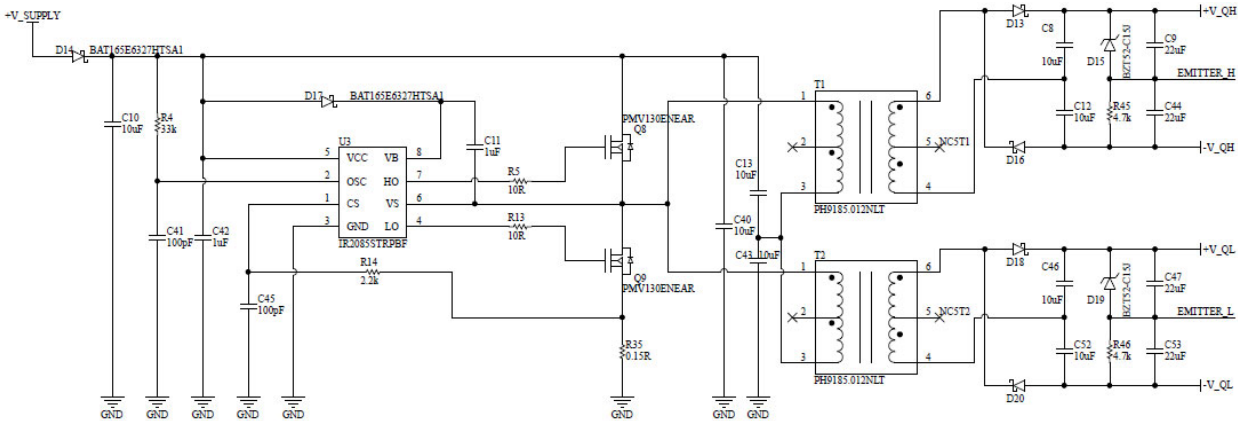 +V_SUPPLY
D14
BAT165E6327HTSA1
D17
BAT165E6327HTSA1
C10
10uF
R4
33k
C41
100pF
C42
1uF
U3
5 VCC VB 8
2 OSC HO 7
1 CS VS 6
3 GND LO 4
IR2085STRPBF
C11
1uF
R5
10R
R13
10R
R14
2.2k
C45
100pF
PMV130ENEAR
Q8
Q9
PMV130ENEAR
R35
0.15R
C13
10uF
C40
10uF
C43
10uF
GND
GND
GND
GND
GND
GND
GND
GND
T1
1 6
2 5 NC5T1
3 4
PH9185.012NLT
T2
1 6
2 5 NC5T2
3 4
PH9185.012NLT
D13
D16
C8
10uF
C12
10uF
D15
BZT52-C15J
R45
4.7k
C9
22uF
C44
22uF
+V_QH
EMITTER_H
-V_QH
D18
D20
C46
10uF
C52
10uF
D19
BZT52-C15J
R46
4.7k
C47
22uF
C53
22uF
+V_QL
EMITTER_L
-V_QL